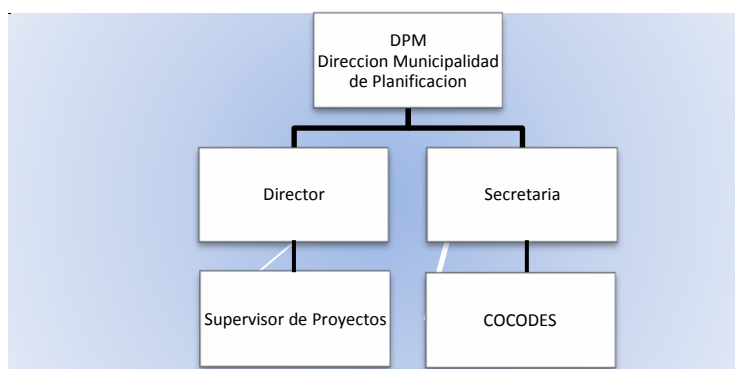 DPM
Direccion Municipalidad
de Planificacion
Director
Secretaria
Supervisor de Proyectos
COCODES